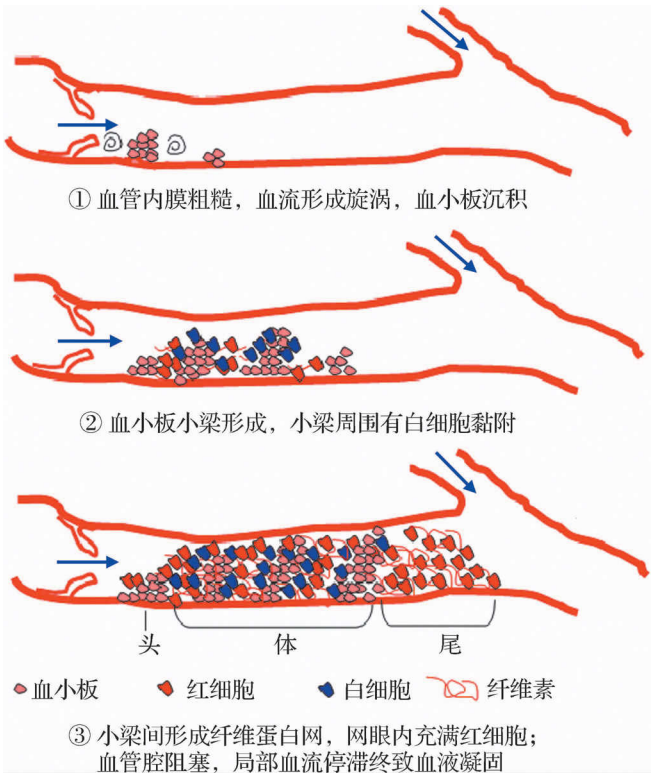 ① 血管内膜粗糙，血流形成旋涡，血小板沉积
② 血小板小梁形成，小梁周围有白细胞黏附
头 体 尾
血小板 红细胞 白细胞 纤维素
③ 小梁间形成纤维蛋白网，网眼内充满红细胞；
血管腔阻塞，局部血流停滞终致血液凝固